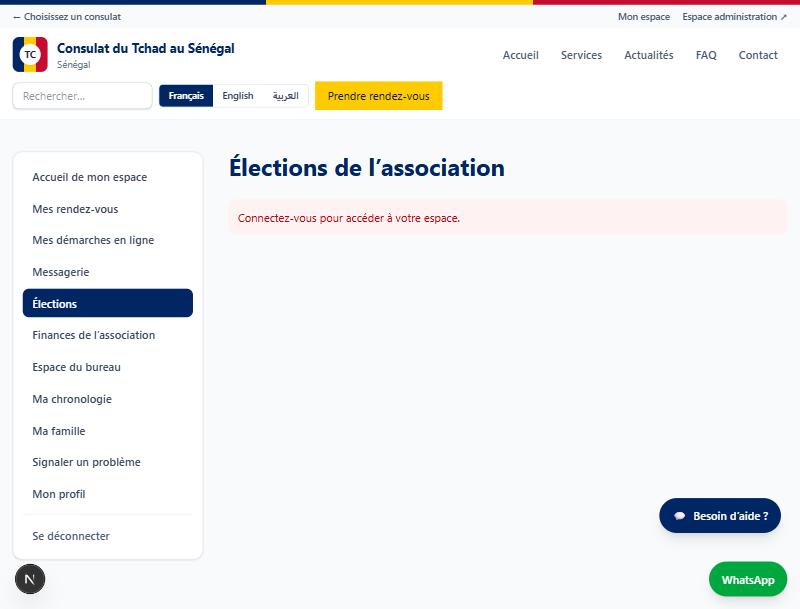 ← Choisissez un consulat
Mon espace
Espace administration ↗
TC
Consulat du Tchad au Sénégal
Sénégal
Accueil
Services
Actualités
FAQ
Contact
Rechercher...
Français
English
العربية
Prendre rendez-vous
Accueil de mon espace
Mes rendez-vous
Mes démarches en ligne
Messagerie
Élections
Finances de l’association
Espace du bureau
Ma chronologie
Ma famille
Signaler un problème
Mon profil
Se déconnecter
Élections de l’association
Connectez-vous pour accéder à votre espace.
Besoin d’aide ?
WhatsApp
N